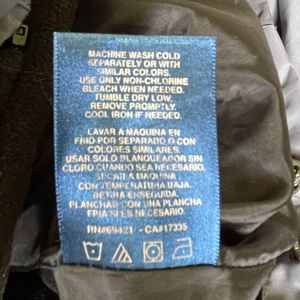 MACHINE WASH COLD
SEPARATELY OR WITH
SIMILAR COLORS.
USE ONLY NON-CHLORINE
BLEACH WHEN NEEDED.
TUMBLE DRY LOW.
REMOVE PROMPTLY.
COOL IRON IF NEEDED.
LAVAR A MAQUINA EN
FRIO POR SEPARADO O CON
COLORES SIMILARES.
USAR SOLO BLANQUEADOR SIN
CLORO CUANDO SEA NECESARIO.
SECAR A MAQUINA
CON TEMPERATURA BAJA.
RETIRAR ENSEGUIDA.
PLANCHAR CON UNA PLANCHA
FRIA SI ES NECESARIO.
CA#17335